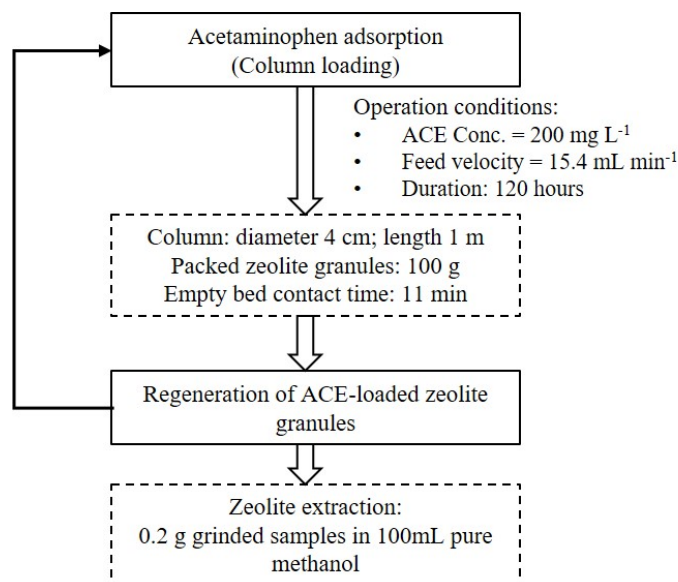 Acetaminophen adsorption
(Column loading)
Operation conditions:
• ACE Conc. = 200 mg L⁻¹
• Feed velocity = 15.4 mL min⁻¹
• Duration: 120 hours
Column: diameter 4 cm; length 1 m
Packed zeolite granules: 100 g
Empty bed contact time: 11 min
Regeneration of ACE-loaded zeolite
granules
Zeolite extraction:
0.2 g grinded samples in 100mL pure
methanol